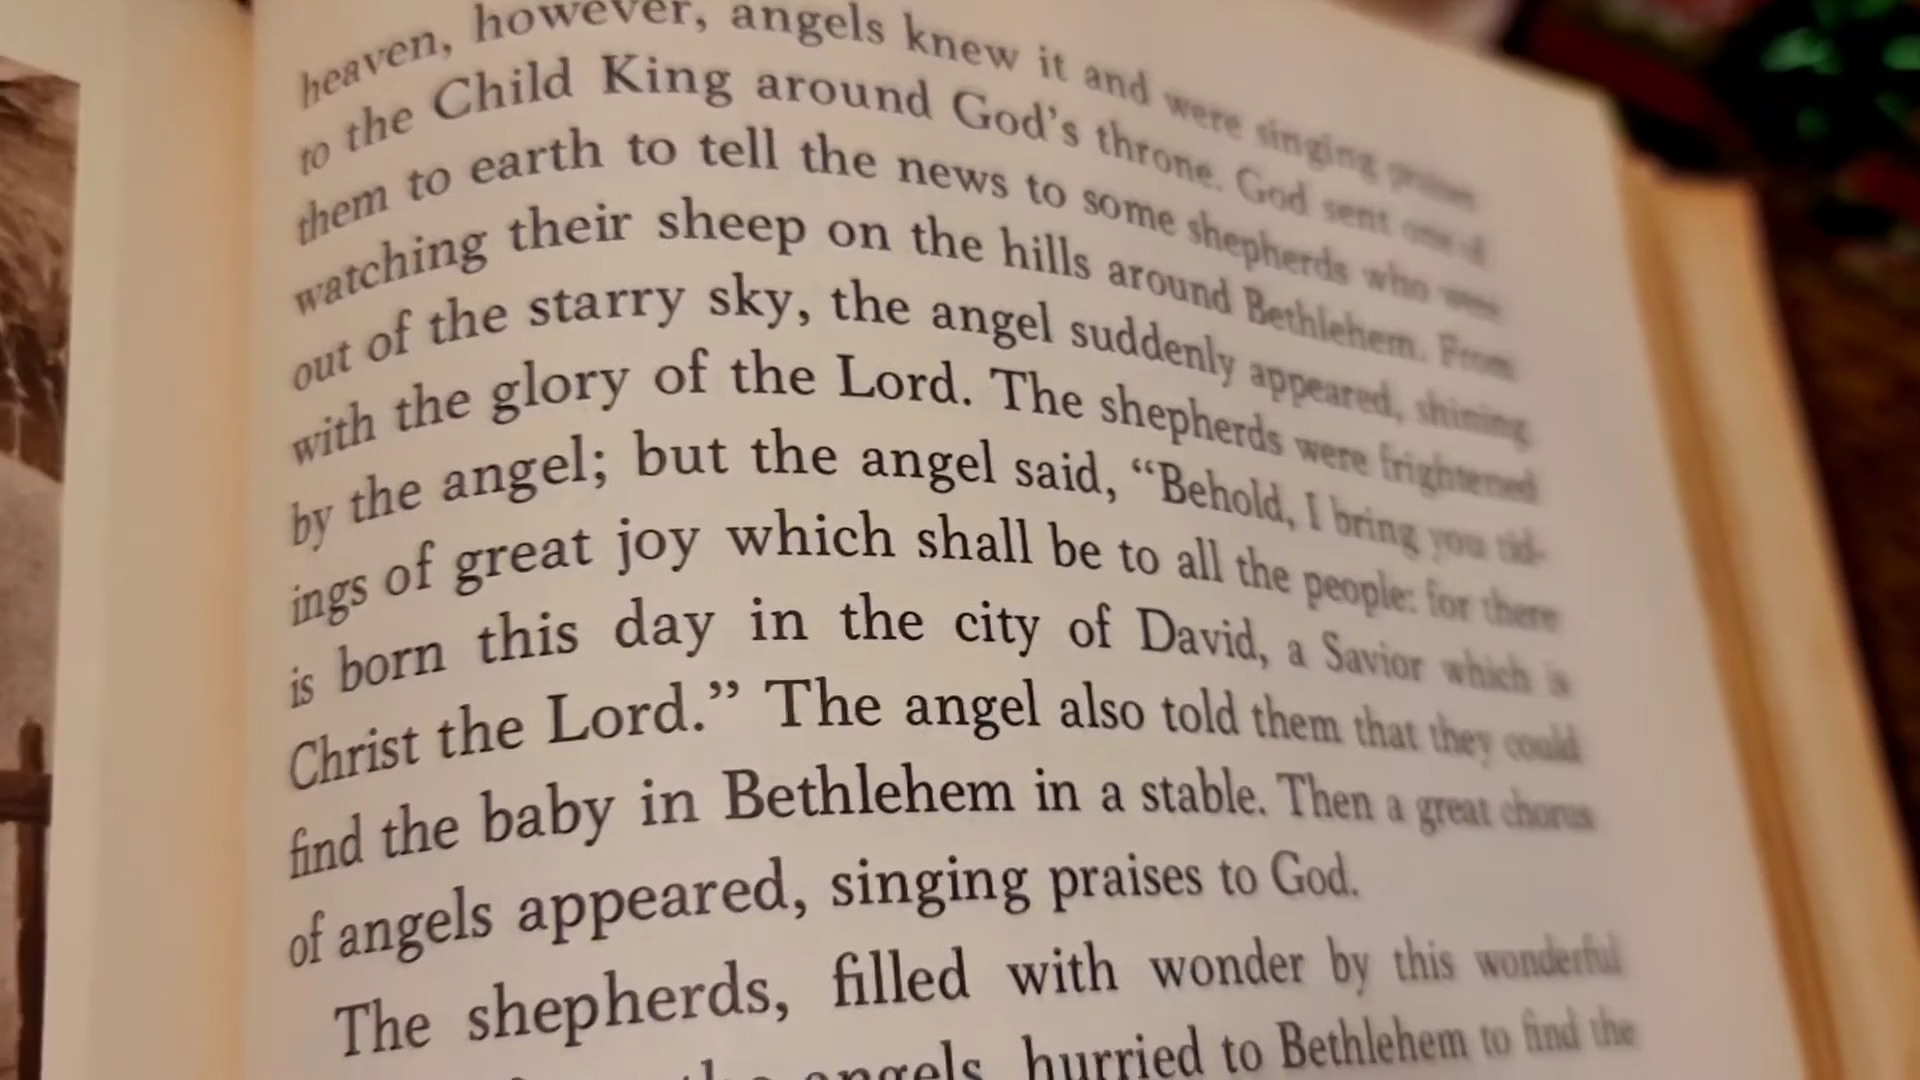 heaven, however, angels knew it and were singing praises
to the Child King around God's throne. God sent one of
them to earth to tell the news to some shepherds who were
watching their sheep on the hills around Bethlehem. From
out of the starry sky, the angel suddenly appeared, shining
with the glory of the Lord. The shepherds were frightened
by the angel; but the angel said, “Behold, I bring you tid-
ings of great joy which shall be to all the people: for there
is born this day in the city of David, a Savior which is
Christ the Lord.” The angel also told them that they could
find the baby in Bethlehem in a stable. Then a great chorus
of angels appeared, singing praises to God.
The shepherds, filled with wonder by this wonderful
angels, hurried to Bethlehem to find the